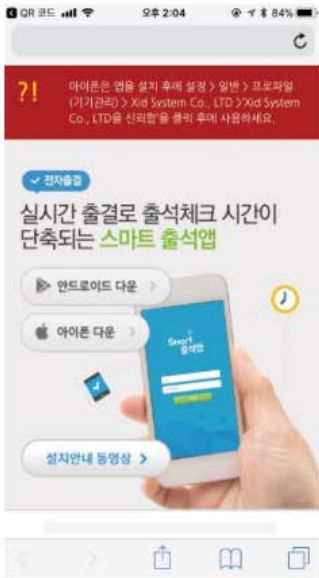 QR 코드 오후 2:04 84%
?! 아이폰은 앱을 설치 후에 설정 > 일반 > 프로파일
(기기관리) > Xid System Co., LTD >'Xid System
Co., LTD을 신뢰함'을 클릭 후에 사용하세요.
전자출결
실시간 출결로 출석체크 시간이
단축되는 스마트 출석앱
안드로이드 다운 >
아이폰 다운 >
Smart
출석앱
설치안내 동영상 >